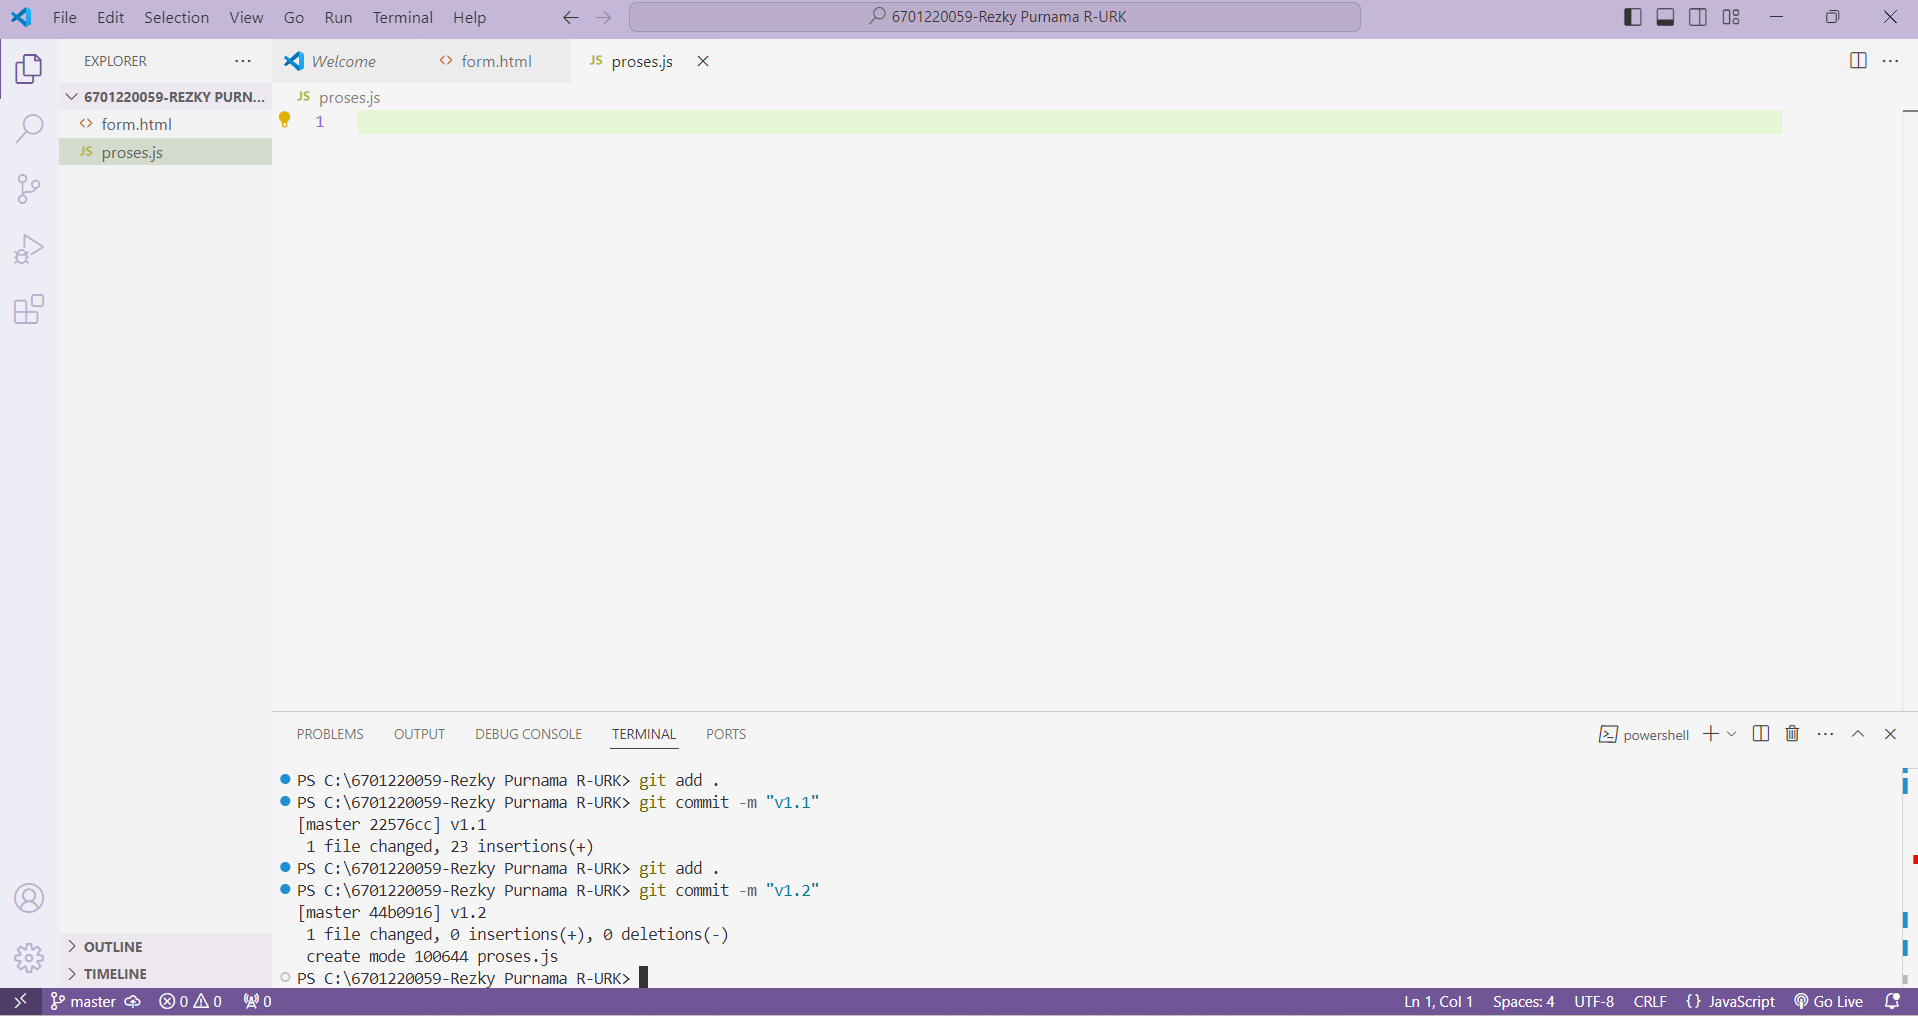 File Edit Selection View Go Run Terminal Help
6701220059-Rezky Purnama R-URK
EXPLORER
Welcome
form.html
JS proses.js
6701220059-REZKY PURN...
form.html
JS proses.js
JS proses.js
1
PROBLEMS OUTPUT DEBUG CONSOLE TERMINAL PORTS
powershell
PS C:\6701220059-Rezky Purnama R-URK> git add .
PS C:\6701220059-Rezky Purnama R-URK> git commit -m "v1.1"
[master 22576cc] v1.1
1 file changed, 23 insertions(+)
PS C:\6701220059-Rezky Purnama R-URK> git add .
PS C:\6701220059-Rezky Purnama R-URK> git commit -m "v1.2"
[master 44b0916] v1.2
1 file changed, 0 insertions(+), 0 deletions(-)
create mode 100644 proses.js
PS C:\6701220059-Rezky Purnama R-URK>
OUTLINE
TIMELINE
master 0 0 0
Ln 1, Col 1 Spaces: 4 UTF-8 CRLF {} JavaScript Go Live